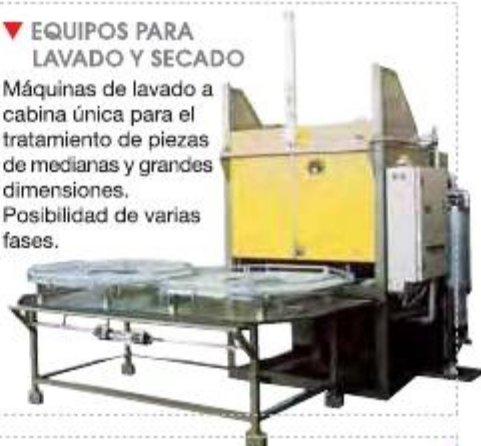 EQUIPOS PARA
LAVADO Y SECADO
Máquinas de lavado a
cabina única para el
tratamiento de piezas
de medianas y grandes
dimensiones.
Posibilidad de varias
fases.